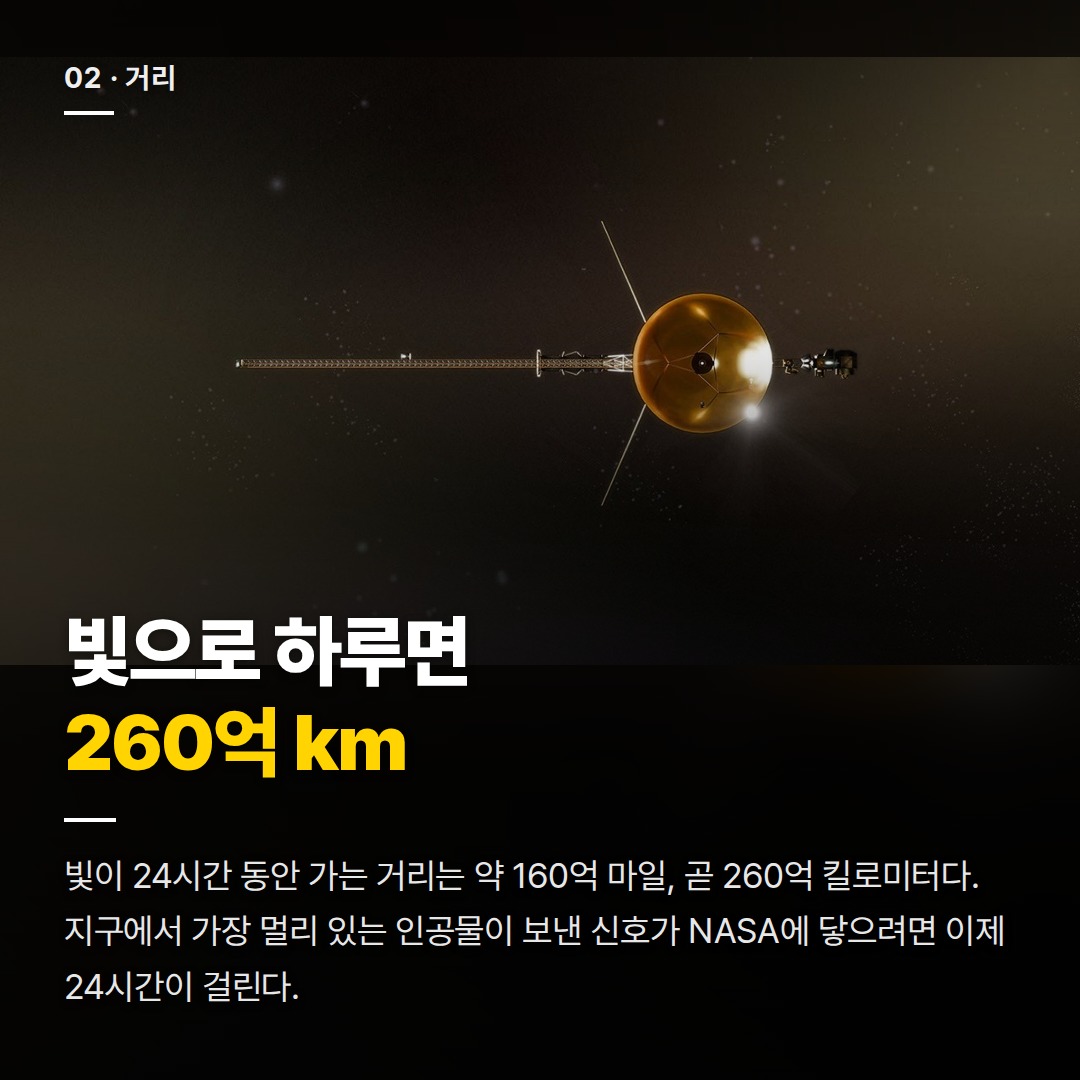 02 · 거리
빛으로 하루면
260억 km
빛이 24시간 동안 가는 거리는 약 160억 마일, 곧 260억 킬로미터다.
지구에서 가장 멀리 있는 인공물이 보낸 신호가 NASA에 닿으려면 이제
24시간이 걸린다.